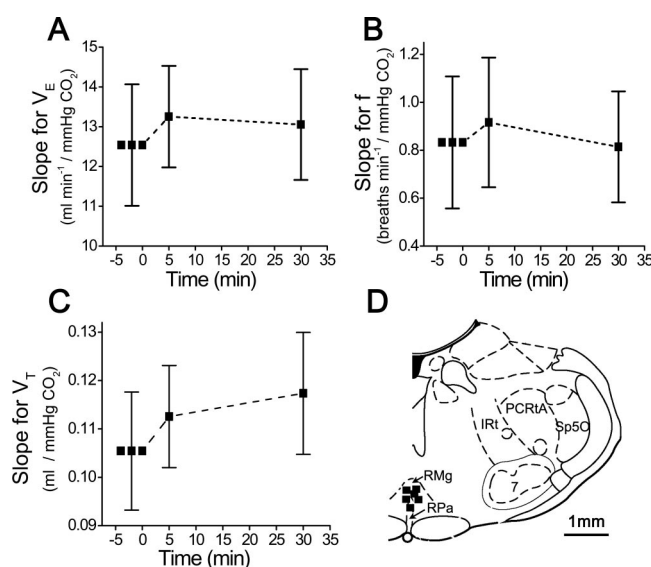 A
Slope for V_E
(ml min⁻¹ / mmHg CO₂)
15
14
13
12
11
10
-5 0 5 10 15 20 25 30 35
Time (min)
B
Slope for f
(breaths min⁻¹ / mmHg CO₂)
1.2
1.0
0.8
0.6
0.4
-5 0 5 10 15 20 25 30 35
Time (min)
C
Slope for V_T
(ml / mmHg CO₂)
0.13
0.12
0.11
0.10
0.09
-5 0 5 10 15 20 25 30 35
Time (min)
D
PCRtA
IRt
Sp5O
7
RMg
RPa
1mm